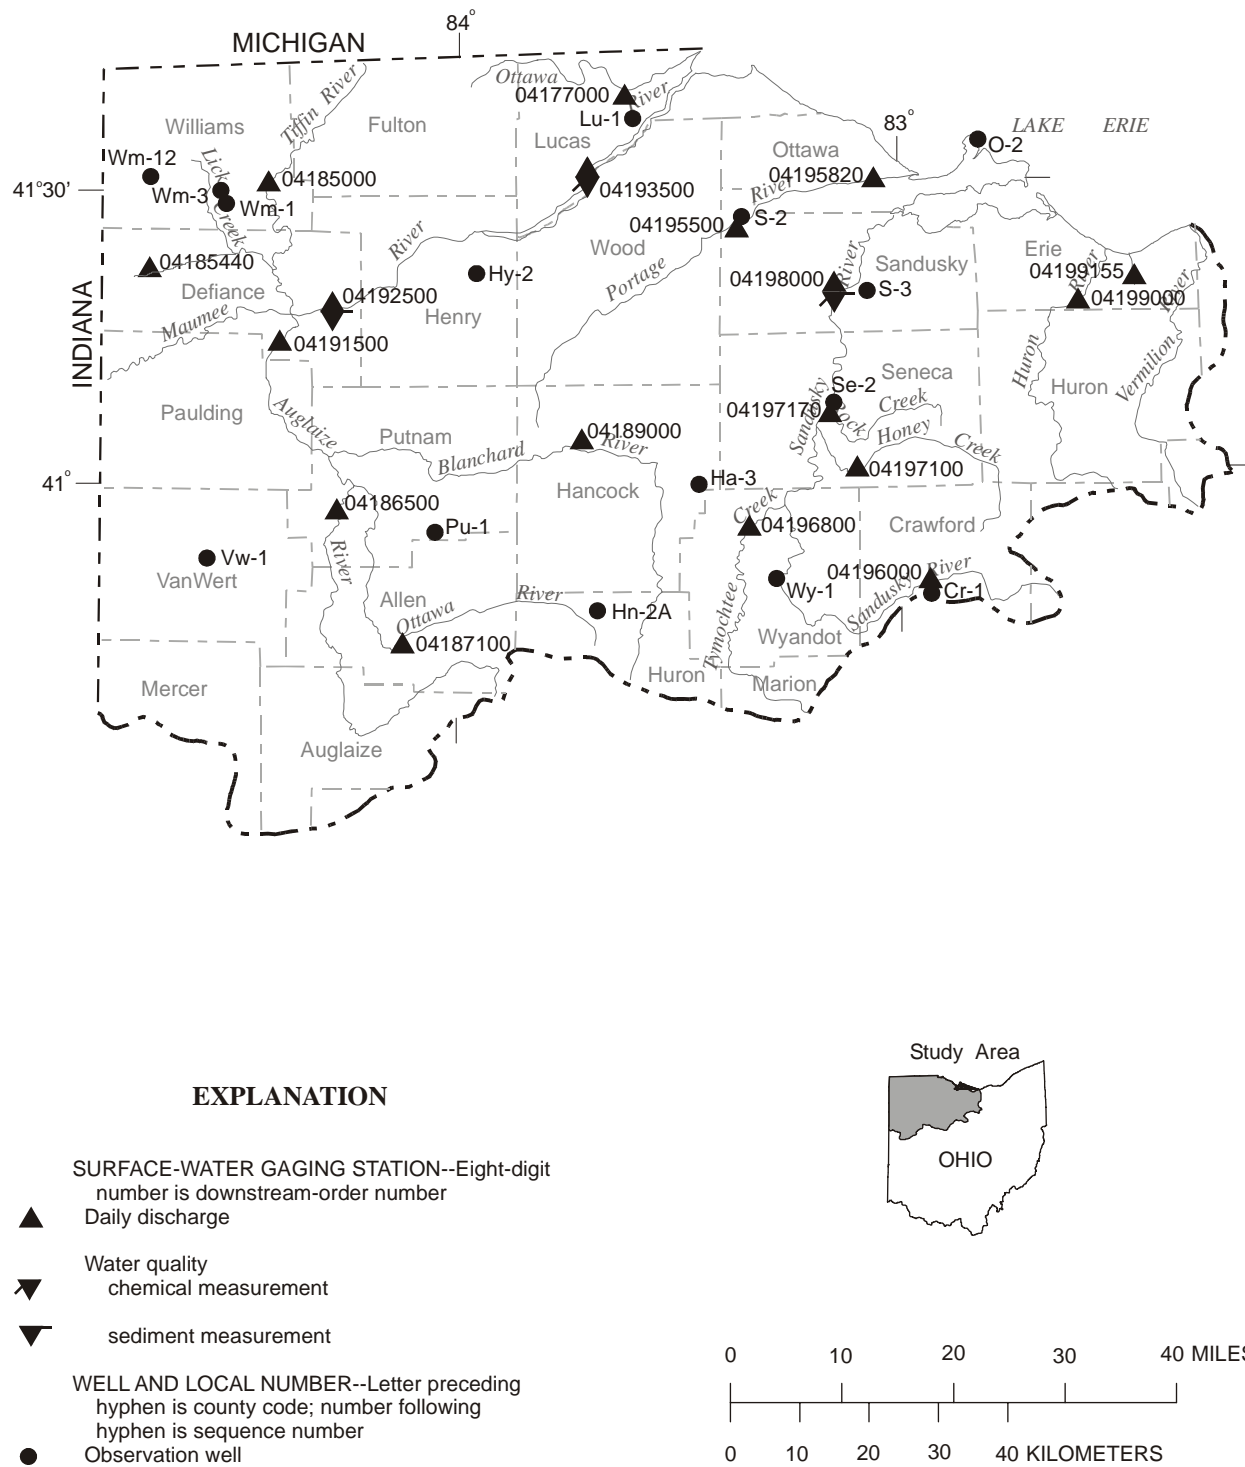 84°
MICHIGAN
Ottawa
River
04177000
Tiffin River
Lu-1
Williams
Fulton
Lucas
83°
LAKE ERIE
O-2
Ottawa
Wm-12
Lick
Creek
04185000
04195820
41°30'
Wm-3
Wm-1
04193500
River
S-2
04195500
River
Wood
Erie
04185440
Hy-2
Portage
04198000
River
Sandusky
04199155
River
River
INDIANA
Defiance
04192500
S-3
04199000
Maumee
Henry
04191500
Huron
Vermilion
Seneca
Se-2
Huron
Paulding
Sandusky
04197170
Rock
Creek
Auglaize
Putnam
04189000
Honey
Creek
Blanchard
River
04197100
41°
Ha-3
Hancock
04186500
Creek
Crawford
Pu-1
04196800
River
Vw-1
VanWert
04196000
River
Allen
River
Wy-1
Sandusky
Cr-1
Ottawa
Hn-2A
Tymochtee
Wyandot
04187100
Mercer
Huron
Marion
Auglaize
Study Area
OHIO
EXPLANATION
SURFACE-WATER GAGING STATION--Eight-digit
number is downstream-order number
Daily discharge
Water quality
chemical measurement
sediment measurement
WELL AND LOCAL NUMBER--Letter preceding
hyphen is county code; number following
hyphen is sequence number
Observation well
0 10 20 30 40 MILES
0 10 20 30 40 KILOMETERS